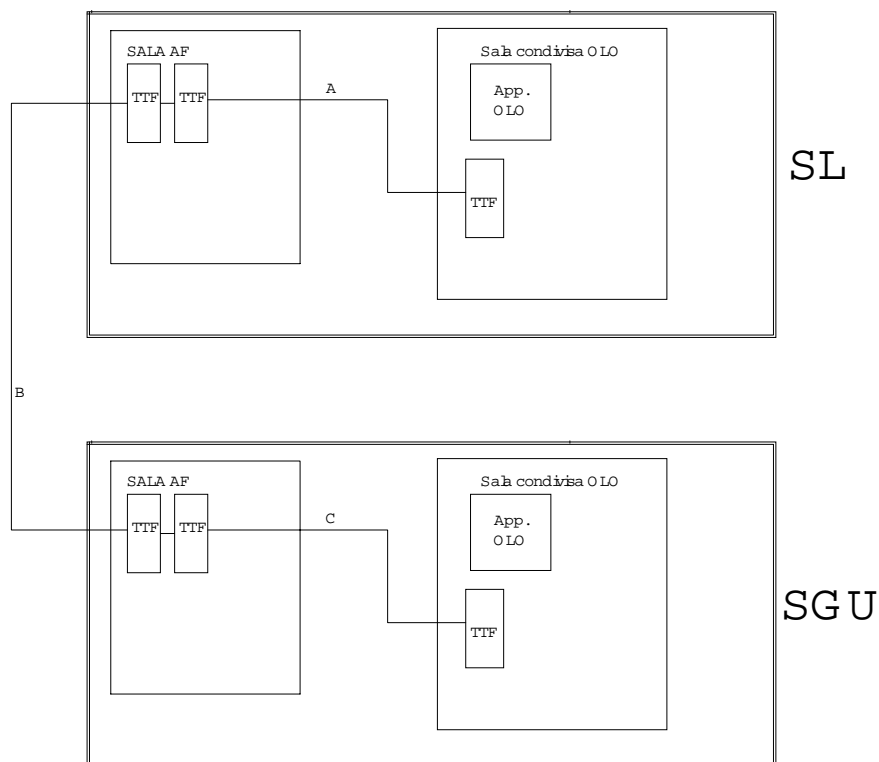 SALA AF
Sala condivisa OLO
TTF
TTF
A
App.
OLO
TTF
SL
B
SALA AF
Sala condivisa OLO
TTF
TTF
C
App.
OLO
TTF
SGU